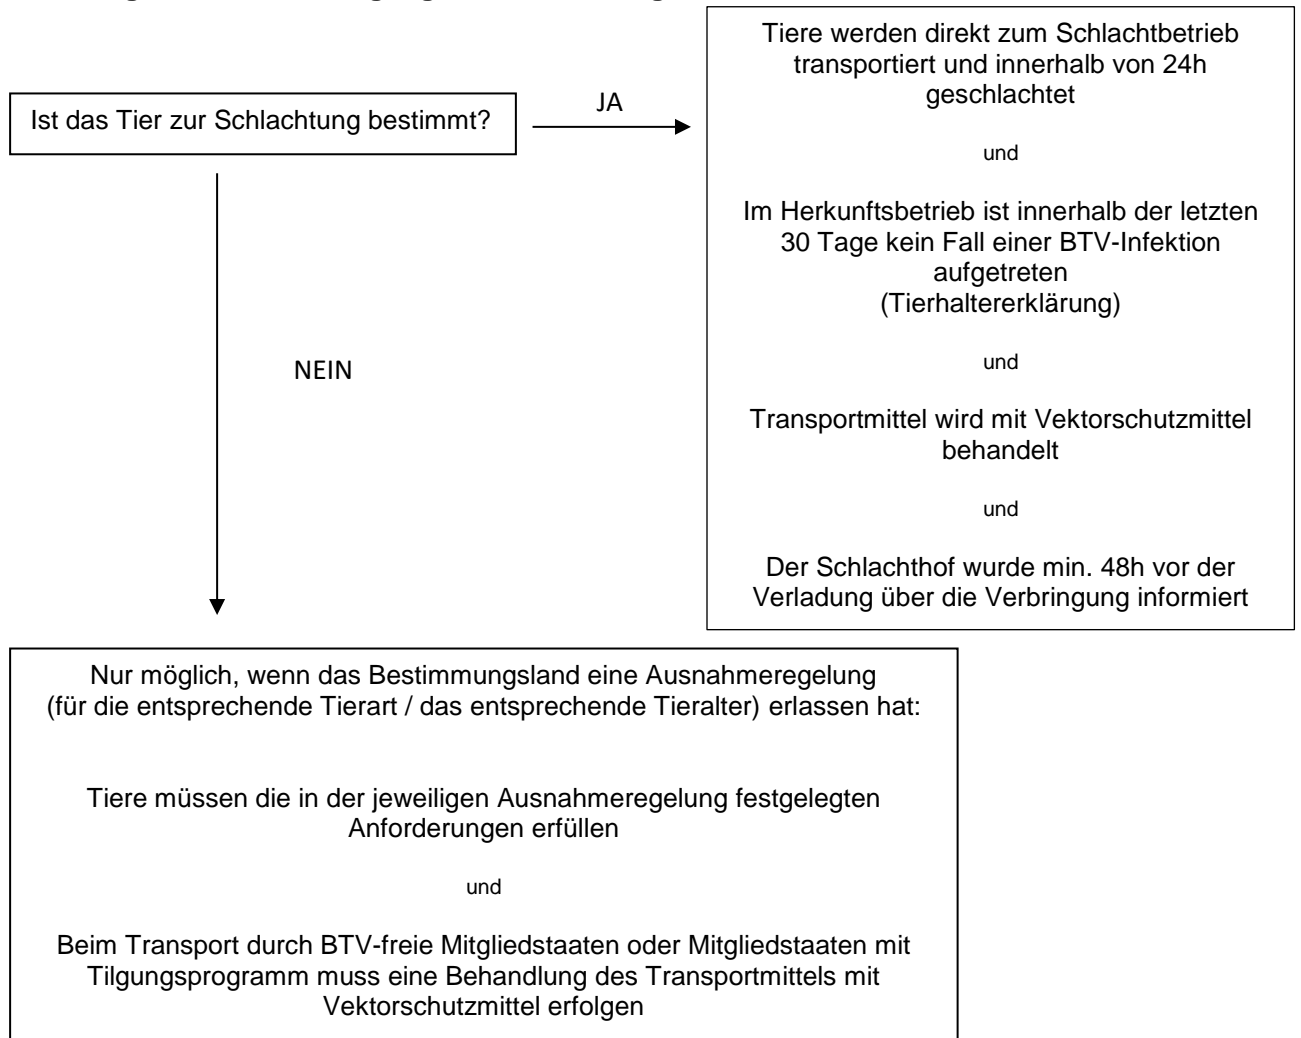 Ist das Tier zur Schlachtung bestimmt?
JA
Tiere werden direkt zum Schlachtbetrieb
transportiert und innerhalb von 24h
geschlachtet
und
Im Herkunftsbetrieb ist innerhalb der letzten
30 Tage kein Fall einer BTV-Infektion
aufgetreten
(Tierhaltererklärung)
und
Transportmittel wird mit Vektorschutzmittel
behandelt
und
Der Schlachthof wurde min. 48h vor der
Verladung über die Verbringung informiert
NEIN
Nur möglich, wenn das Bestimmungsland eine Ausnahmeregelung
(für die entsprechende Tierart / das entsprechende Tieralter) erlassen hat:
Tiere müssen die in der jeweiligen Ausnahmeregelung festgelegten
Anforderungen erfüllen
und
Beim Transport durch BTV-freie Mitgliedstaaten oder Mitgliedstaaten mit
Tilgungsprogramm muss eine Behandlung des Transportmittels mit
Vektorschutzmittel erfolgen